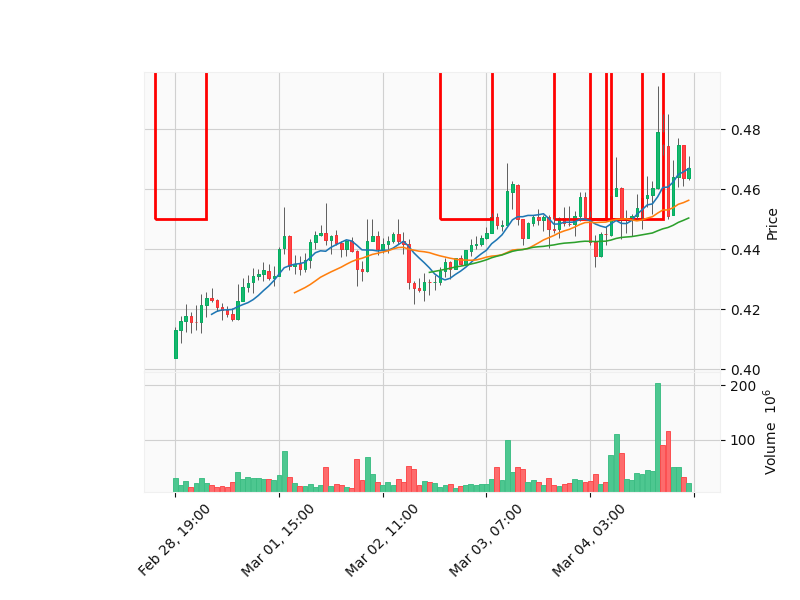 0.48
0.46
0.44
0.42
0.40
Price
200
100
Volume 10^6
Feb 28, 19:00
Mar 01, 15:00
Mar 02, 11:00
Mar 03, 07:00
Mar 04, 03:00